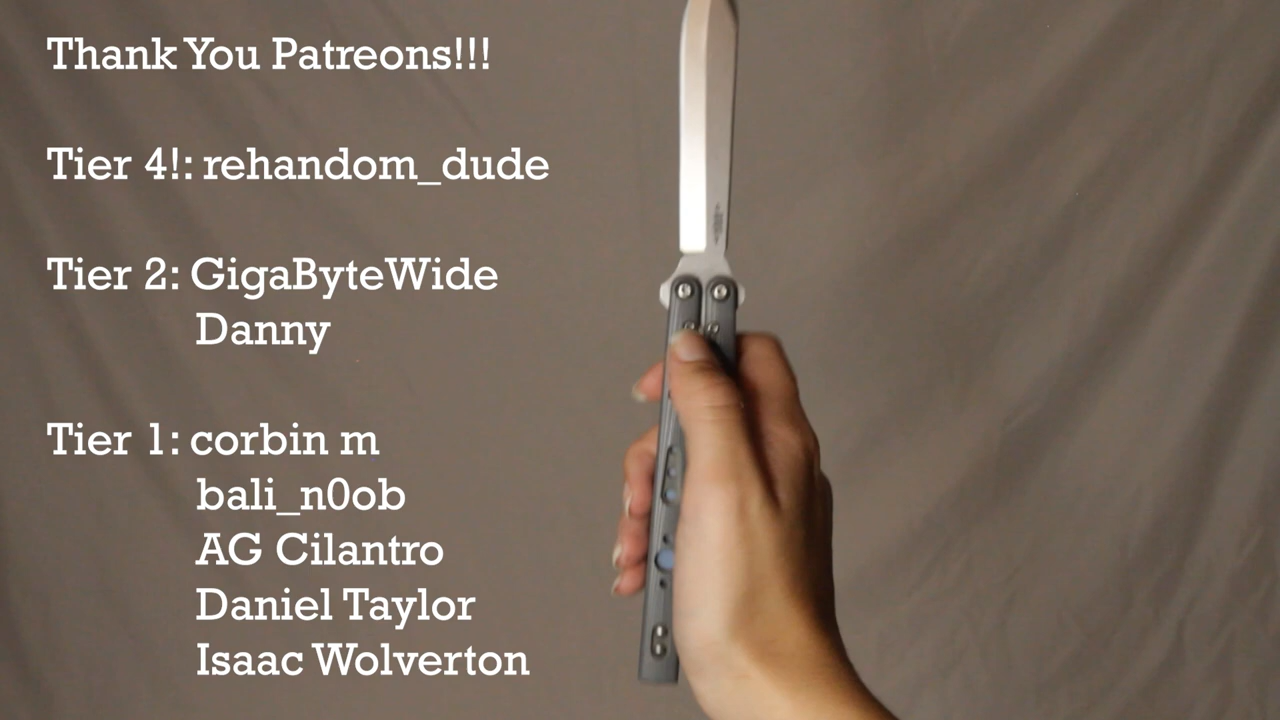 Thank You Patreons!!!
Tier 4!: rehandom_dude
Tier 2: GigaByteWide
Danny
Tier 1: corbin m
bali_n0ob
AG Cilantro
Daniel Taylor
Isaac Wolverton